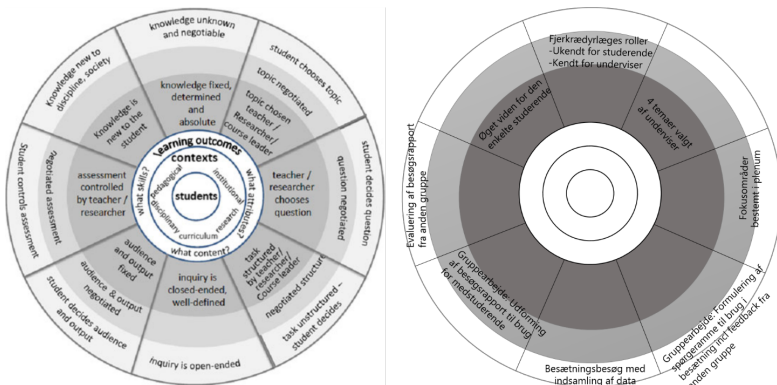 knowledge unknown
and negotiable
knowledge fixed,
determined
and
absolute
student chooses topic
topic negotiated
topic chosen
teacher /
Researcher/
course leader
student decides question
question negotiated
teacher /
researcher
chooses
question
task unstructured –
student decides
negotiated structure
task
structured
by teacher/
researcher/
Course leader
inquiry is open-ended
inquiry is
closed-ended,
well-defined
student decides audience
and output
audience & output
negotiated
audience
and output
fixed
Student controls assessment
negotiated assessment
assessment
controlled
by teacher /
researcher
Knowledge new to
discipline, society
Knowledge is
new to the
student
Learning outcomes
what skills?
what attributes?
what content?
contexts
pedagogical
institutional
disciplinary
research
curriculum
students
Fjerkrædyrlæges roller
-Ukendt for studerende
-Kendt for underviser
4 temaer valgt
af underviser
Fokusområder
bestemt i plenum
Gruppearbejde: Formulering af
spørgeramme til brug i
besætning incl feedback fra
anden gruppe
Besætningsbesøg med
indsamling af data
Gruppearbejde: Udformning
af besøgsrapport til brug
for medstuderende
Evaluering af besøgsrapport
fra anden gruppe
Øget viden for den
enkelte studerende